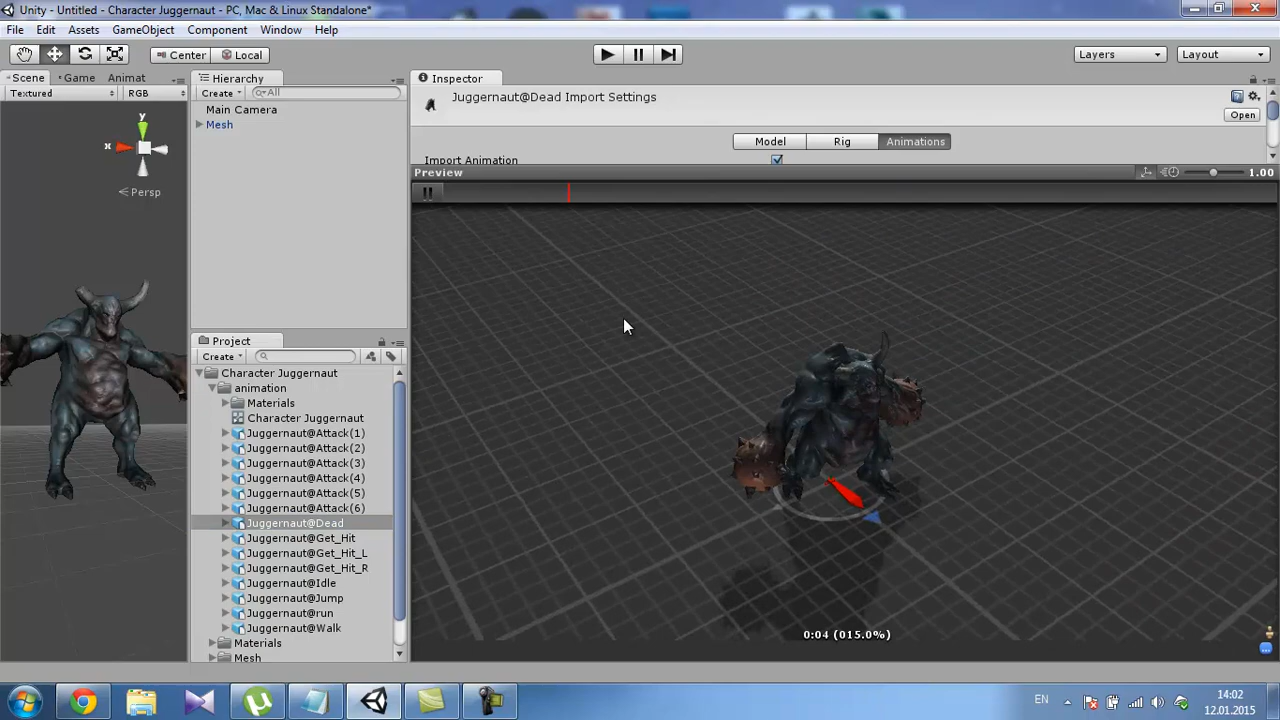 Unity - Untitled - Character Juggernaut - PC, Mac & Linux Standalone*
File Edit Assets GameObject Component Window Help
Center Local Layers Layout
Scene Game Animat Hierarchy Inspector
Textured RGB Create All
Juggernaut@Dead Import Settings
Open
Main Camera
Mesh
Model Rig Animations
Import Animation
Preview 1.00
y
x
Persp
Project
Create
Character Juggernaut
animation
Materials
Character Juggernaut
Juggernaut@Attack(1)
Juggernaut@Attack(2)
Juggernaut@Attack(3)
Juggernaut@Attack(4)
Juggernaut@Attack(5)
Juggernaut@Attack(6)
Juggernaut@Dead
Juggernaut@Get_Hit
Juggernaut@Get_Hit_L
Juggernaut@Get_Hit_R
Juggernaut@Idle
Juggernaut@Jump
Juggernaut@run
Juggernaut@Walk
Materials
Mesh
0:04 (015.0%)
EN
14:02
12.01.2015